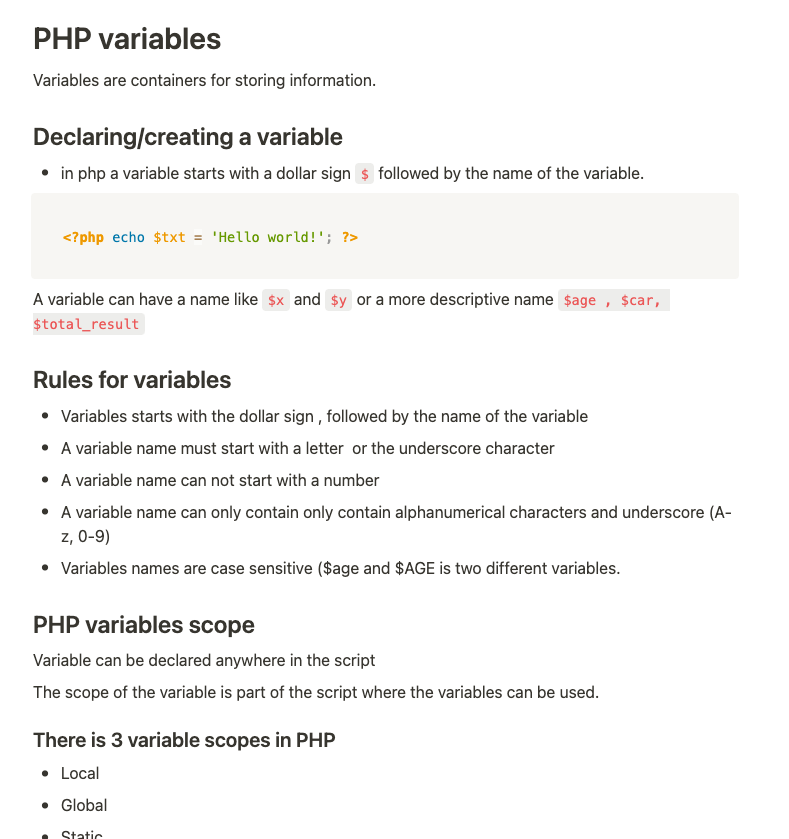 PHP variables
Variables are containers for storing information.
Declaring/creating a variable
• in php a variable starts with a dollar sign $ followed by the name of the variable.
<?php echo $txt = 'Hello world!'; ?>
A variable can have a name like $x and $y or a more descriptive name $age , $car,
$total_result
Rules for variables
• Variables starts with the dollar sign , followed by the name of the variable
• A variable name must start with a letter  or the underscore character
• A variable name can not start with a number
• A variable name can only contain only contain alphanumerical characters and underscore (A-
z, 0-9)
• Variables names are case sensitive ($age and $AGE is two different variables.
PHP variables scope
Variable can be declared anywhere in the script
The scope of the variable is part of the script where the variables can be used.
There is 3 variable scopes in PHP
• Local
• Global
• Static